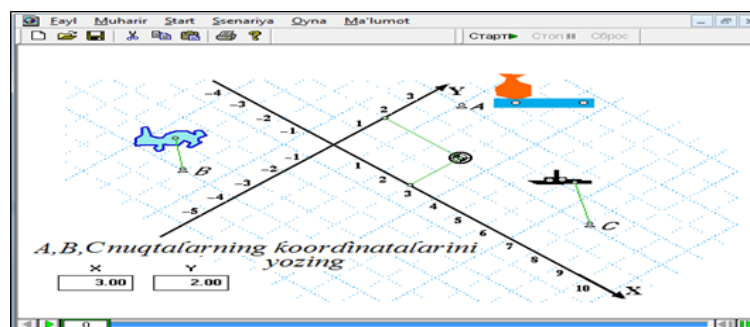 Fayl Muharir Start Ssenariya Oyna Ma'lumot
Старт Стоп Сброс
-4 -3 -2 -1 1 2 3 4 5 6 7 8 9 10 X
-5 -4 -3 -2 -1 1 2 3 Y
A
B
C
A,B,C nuqtalarning koordinatalarini
yozing
X Y
3.00 2.00
0